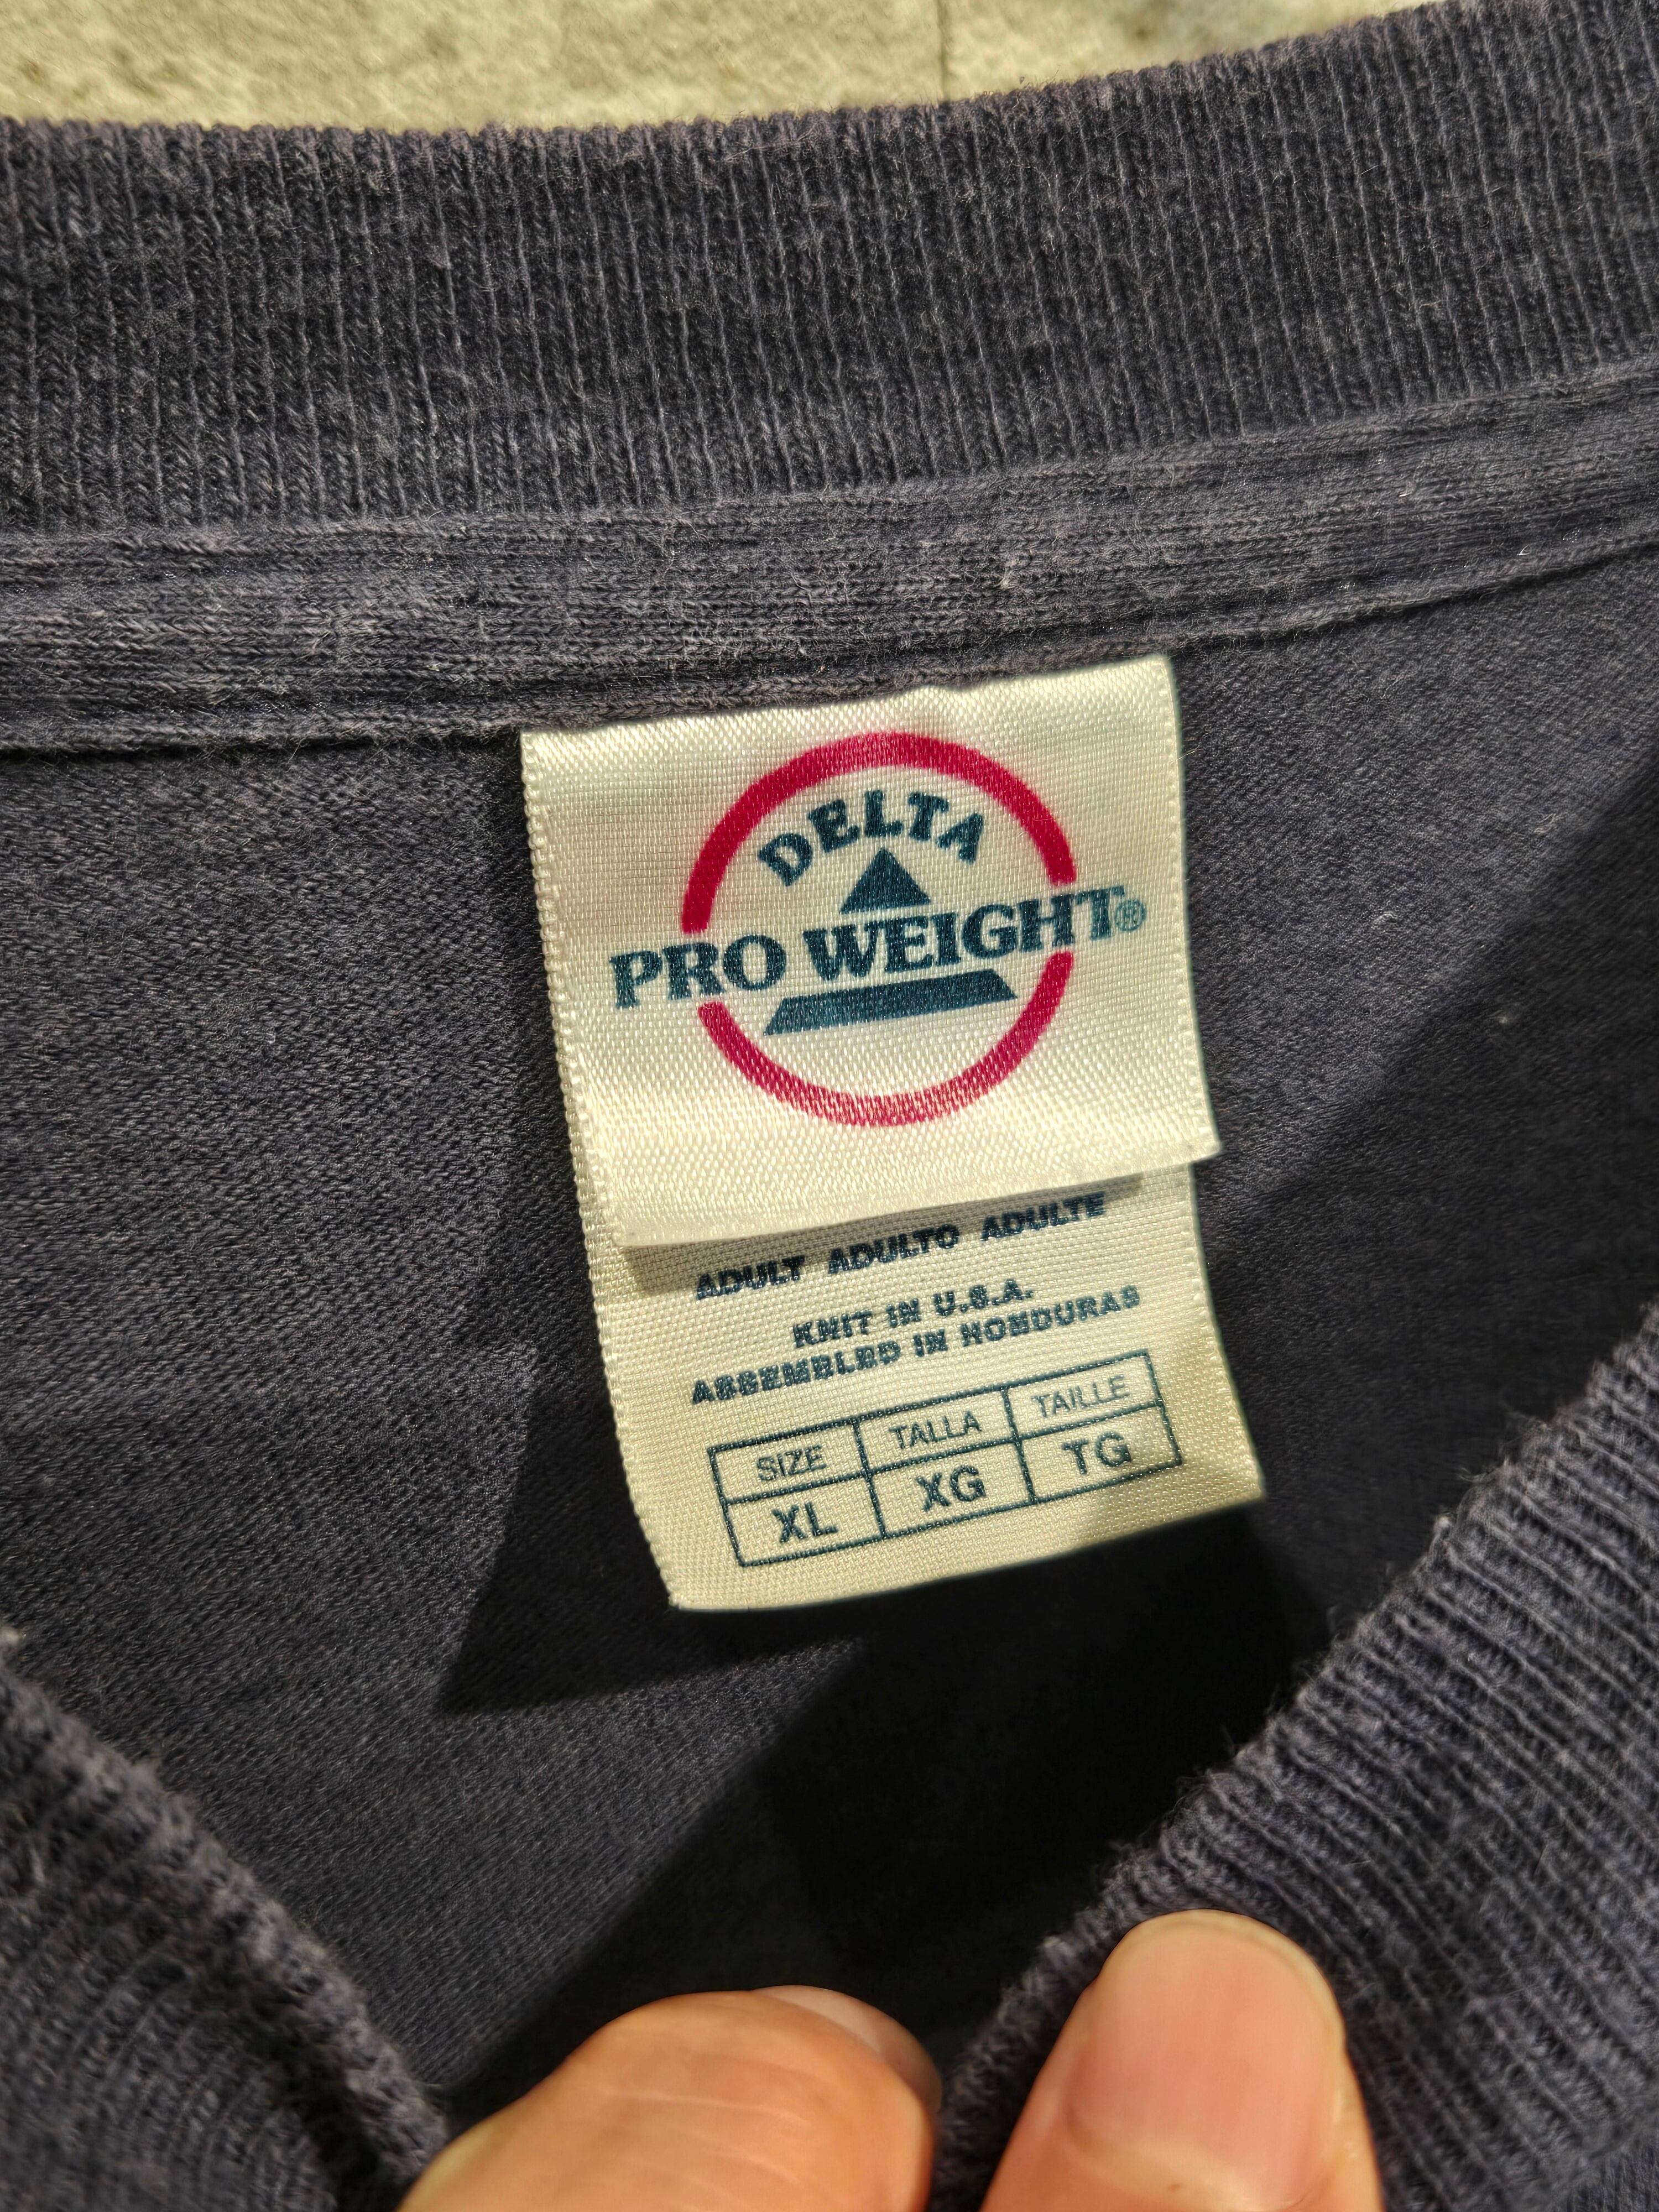 DELTA
PRO WEIGHT®
ADULT ADULTO ADULTE
KNIT IN U.S.A.
ASSEMBLED IN HONDURAS
SIZE TALLA TAILLE
XL XG TG